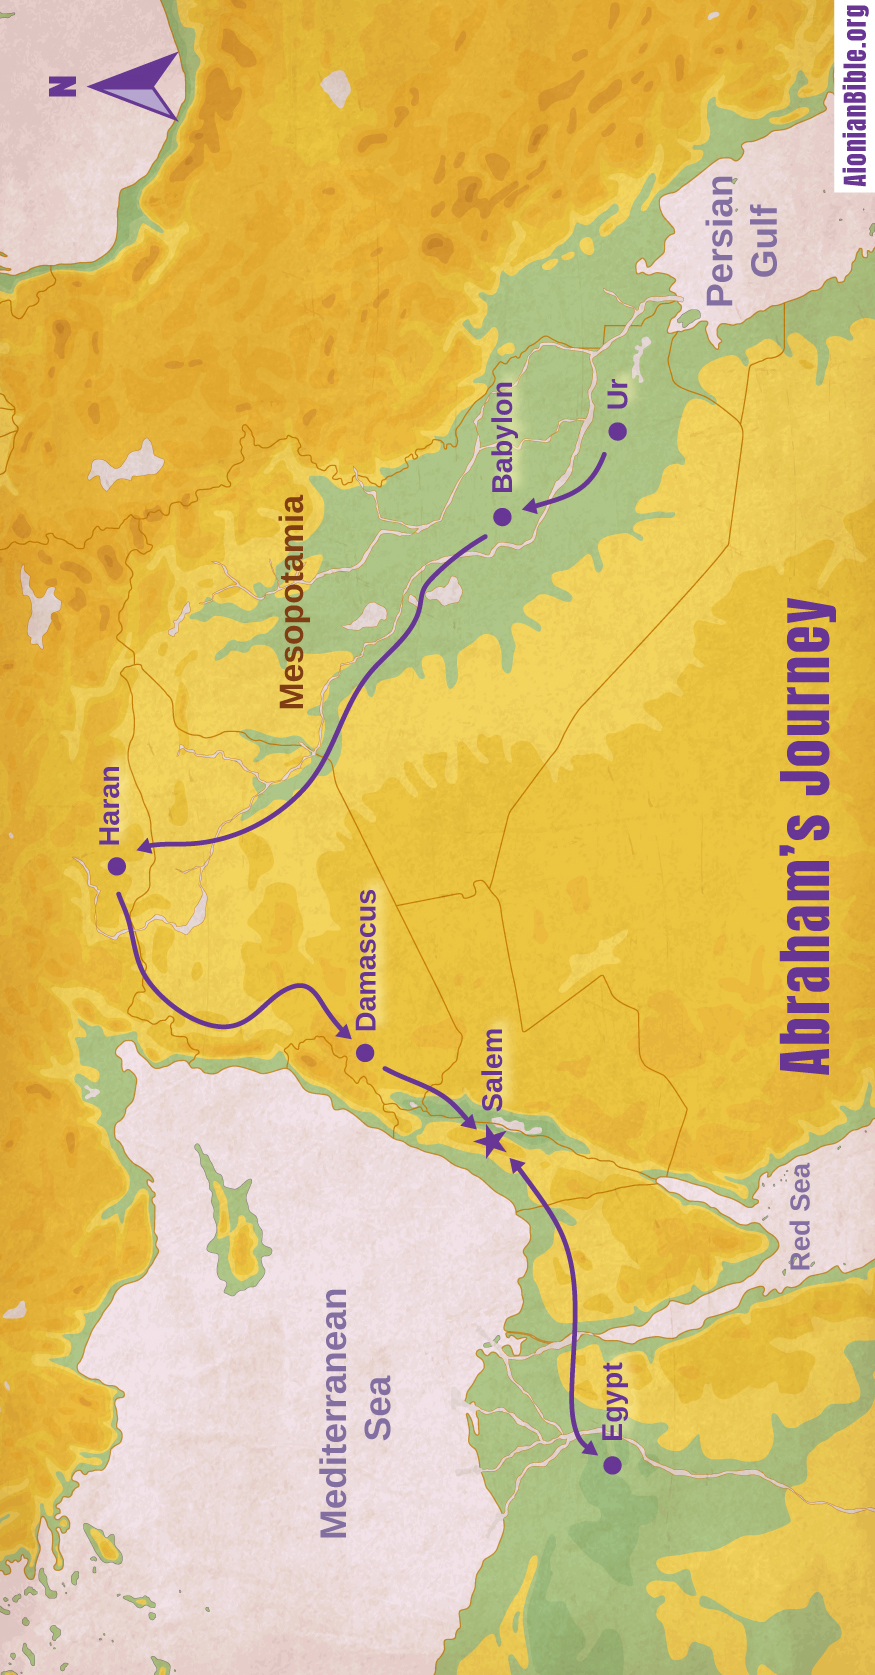 N
AionianBible.org
Persian
Gulf
Ur
Babylon
Mesopotamia
Haran
Damascus
Salem
Abraham's Journey
Red Sea
Mediterranean
Sea
Egypt